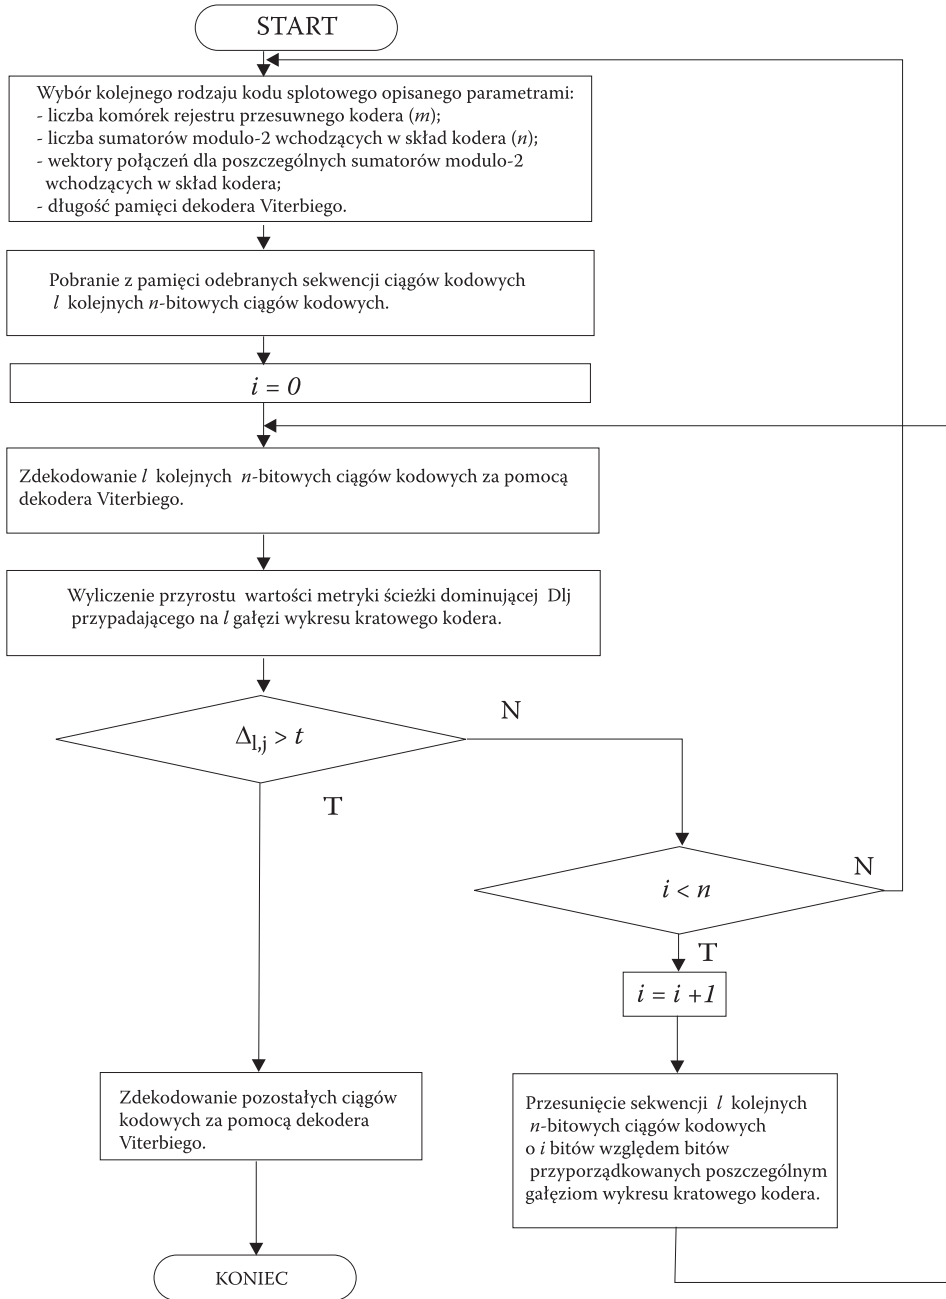 START
Wybór kolejnego rodzaju kodu splotowego opisanego parametrami:
- liczba komórek rejestru przesuwnego kodera (m);
- liczba sumatorów modulo-2 wchodzących w skład kodera (n);
- wektory połączeń dla poszczególnych sumatorów modulo-2
wchodzących w skład kodera;
- długość pamięci dekodera Viterbiego.
Pobranie z pamięci odebranych sekwencji ciągów kodowych
l kolejnych n-bitowych ciągów kodowych.
i = 0
Zdekodowanie l kolejnych n-bitowych ciągów kodowych za pomocą
dekodera Viterbiego.
Wyliczenie przyrostu wartości metryki ścieżki dominującej Dlj
przypadającego na l gałęzi wykresu kratowego kodera.
N
Δl,j > t
T
N
i < n
T
i = i +1
Zdekodowanie pozostałych ciągów
kodowych za pomocą dekodera
Viterbiego.
Przesunięcie sekwencji l kolejnych
n-bitowych ciągów kodowych
o i bitów względem bitów
przyporządkowanych poszczególnym
gałęziom wykresu kratowego kodera.
KONIEC